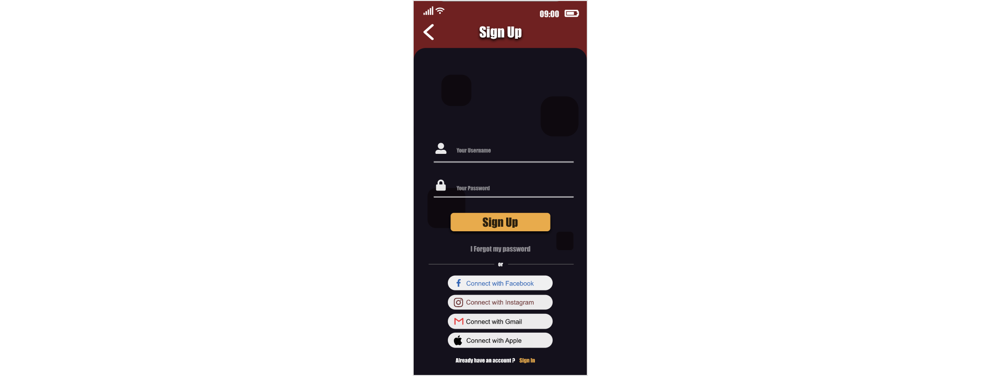 09:00
Sign Up
Your Username
Your Password
Sign Up
I Forgot my password
or
Connect with Facebook
Connect with Instagram
Connect with Gmail
Connect with Apple
Already have an account ? Sign In